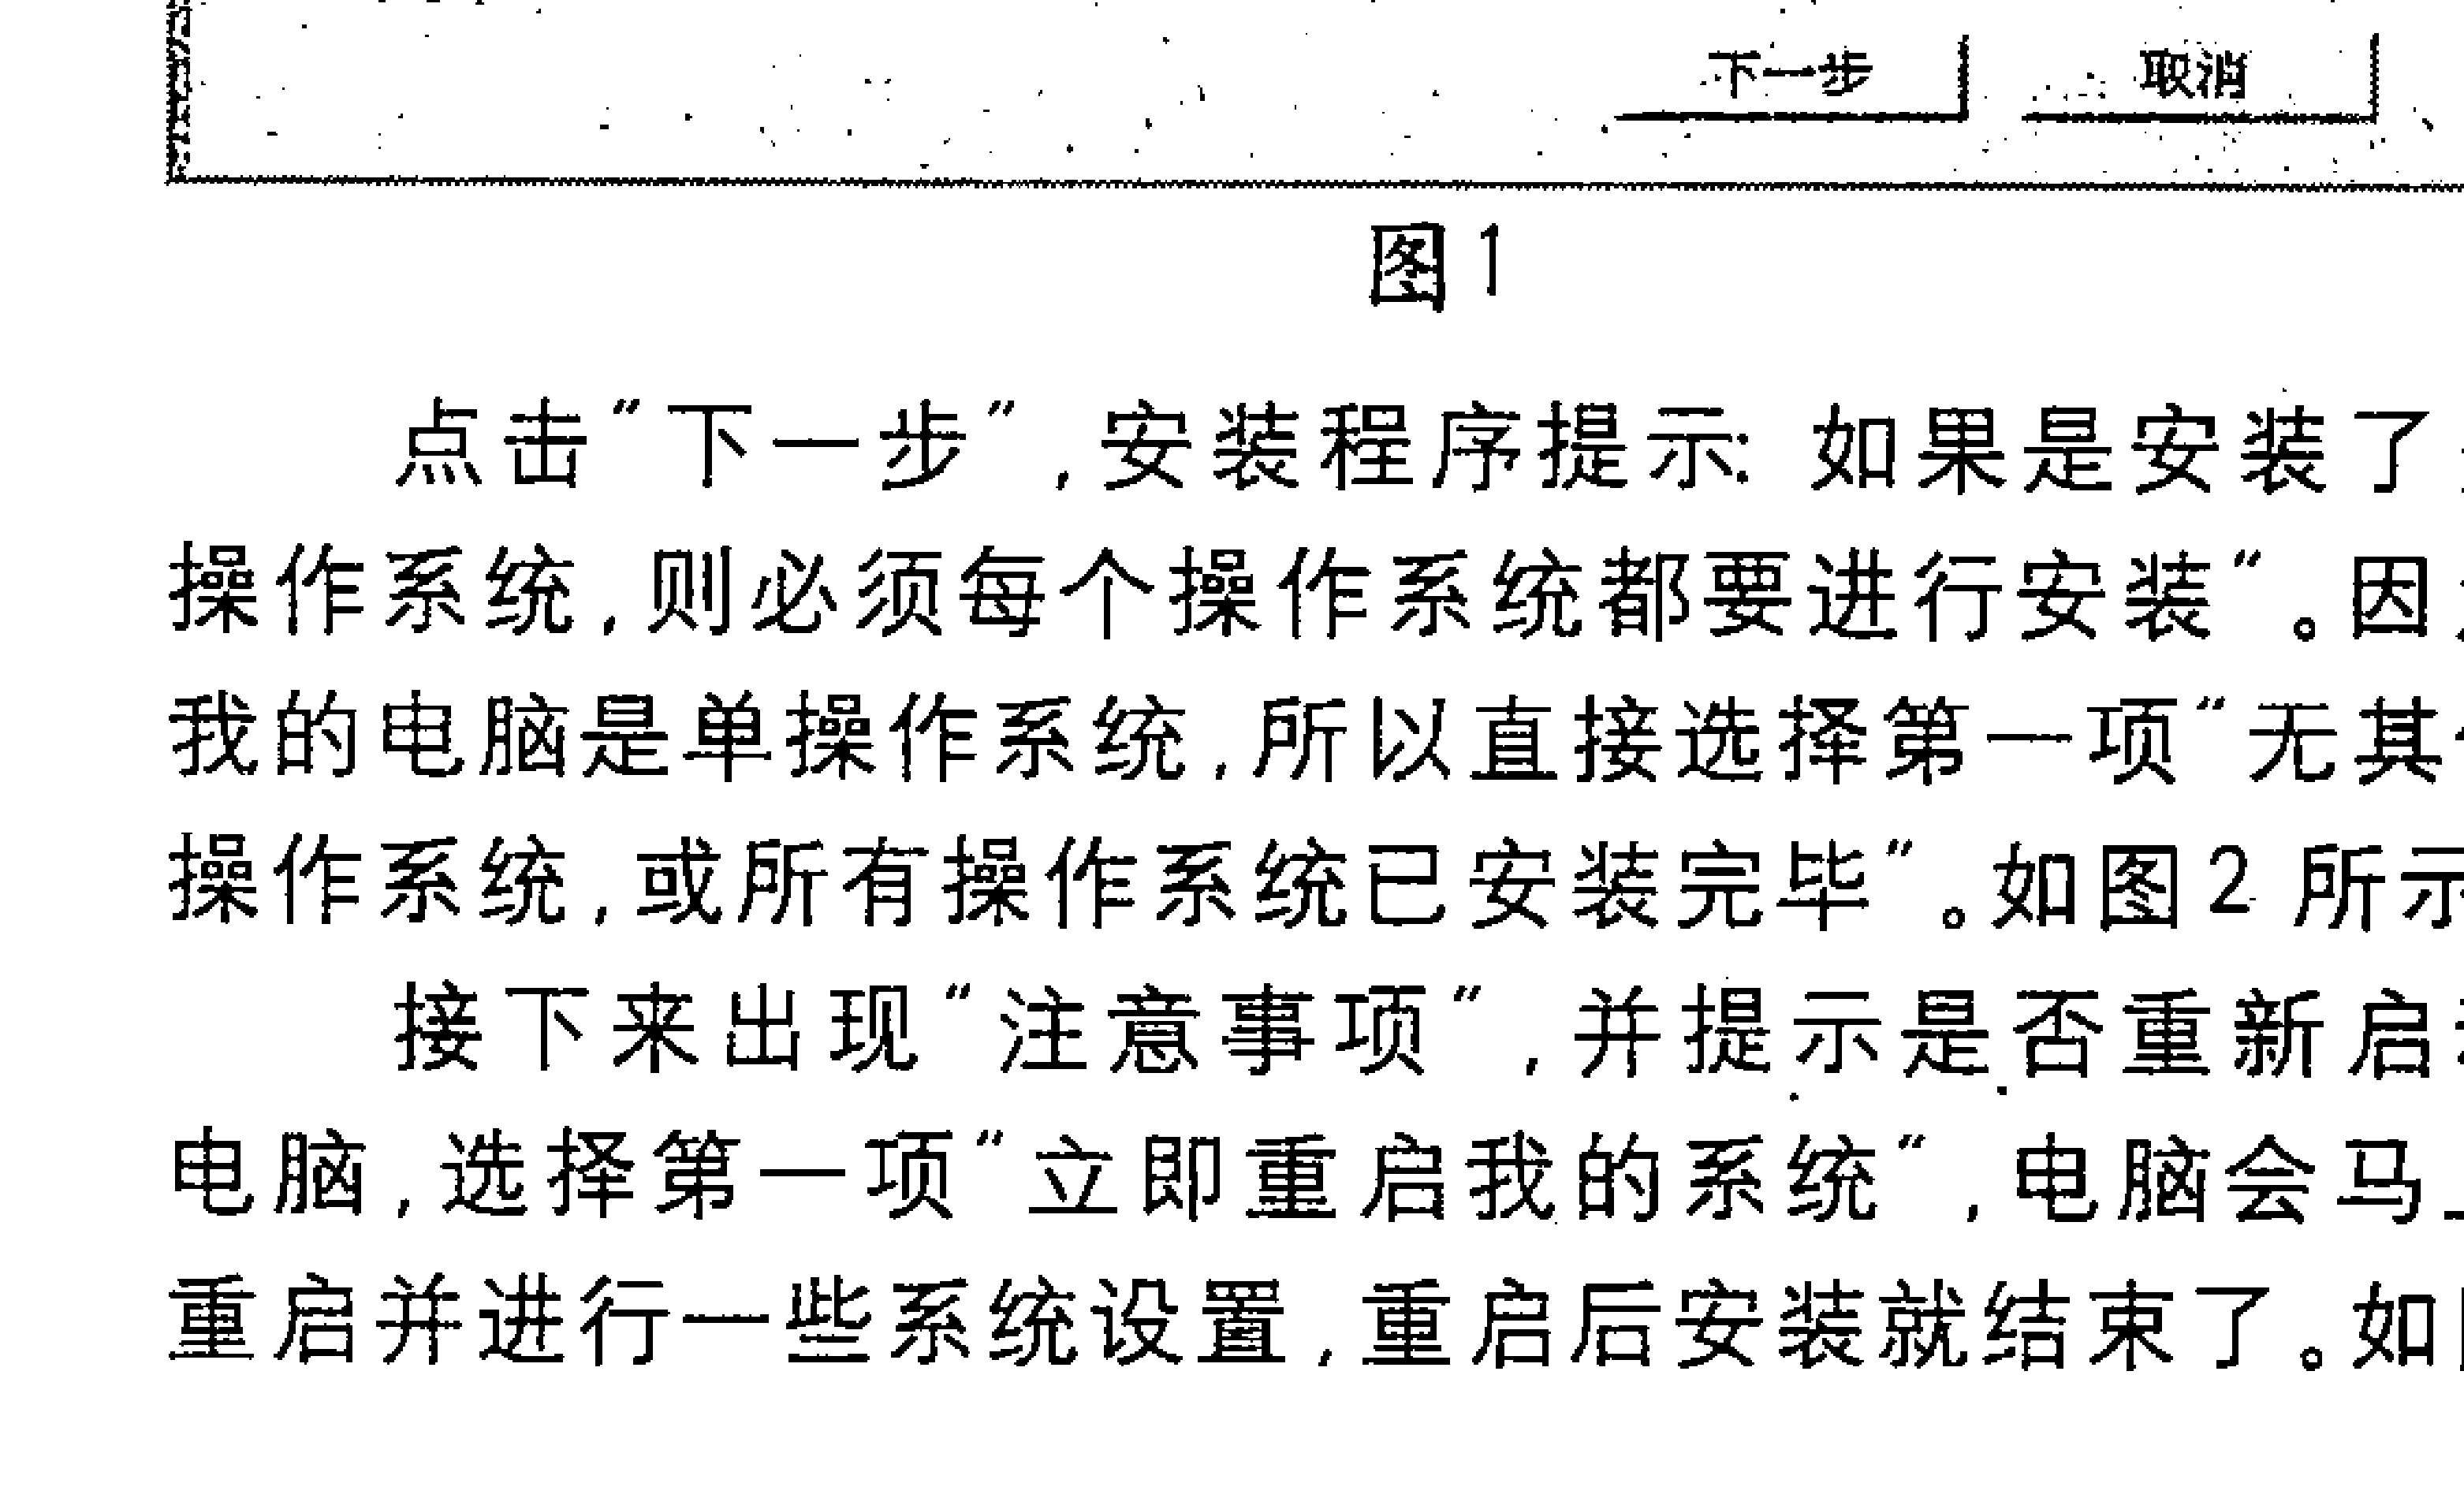 下一步 取消
图1
点击“下一步”,安装程序提示:如果是安装了
操作系统,则必须每个操作系统都要进行安装”。因
我的电脑是单操作系统,所以直接选择第一项“无其
操作系统,或所有操作系统已安装完毕”。如图2所示
接下来出现“注意事项”,并提示是否重新启
电脑,选择第一项“立即重启我的系统”,电脑会马
重启并进行一些系统设置,重启后安装就结束了。如